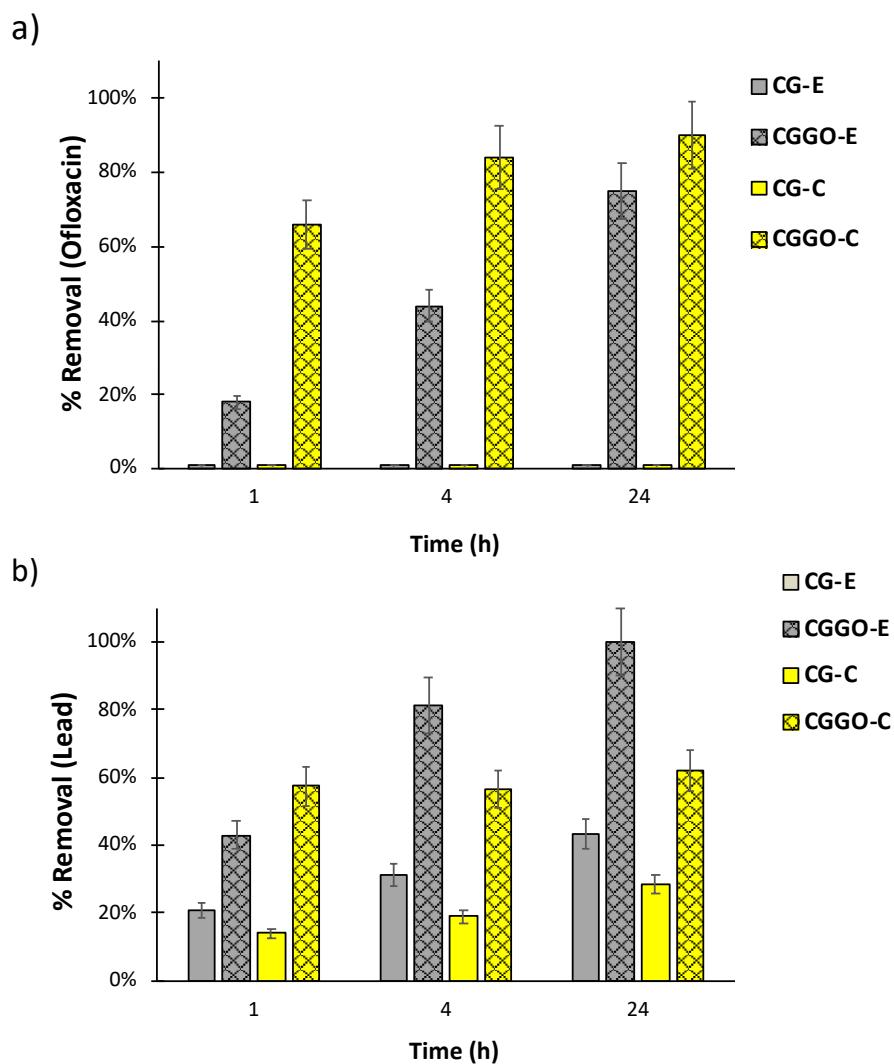 a)
100%
80%
60%
40%
20%
0%
% Removal (Ofloxacin)
1 4 24
Time (h)
CG-E
CGGO-E
CG-C
CGGO-C
b)
100%
80%
60%
40%
20%
0%
% Removal (Lead)
1 4 24
Time (h)
CG-E
CGGO-E
CG-C
CGGO-C